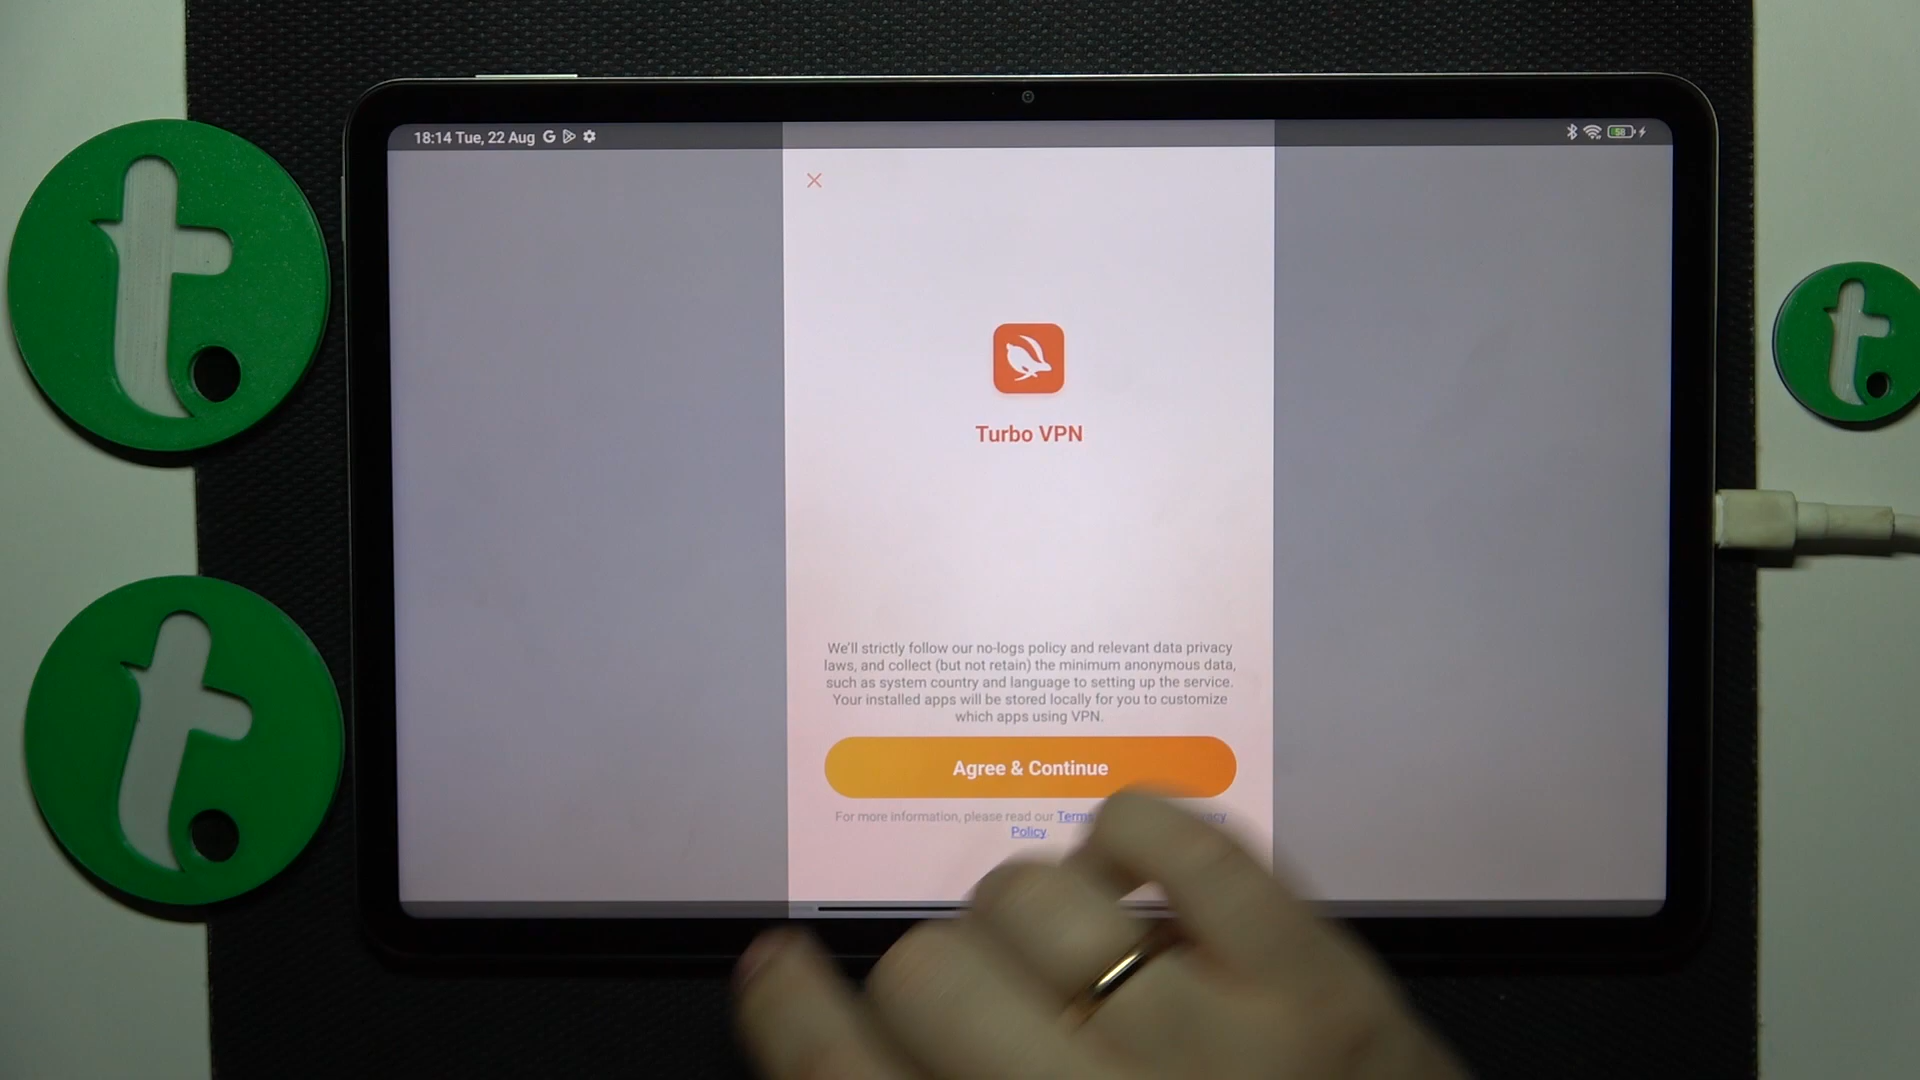 18:14 Tue, 22 Aug
58
Turbo VPN
We'll strictly follow our no-logs policy and relevant data privacy
laws, and collect (but not retain) the minimum anonymous data,
such as system country and language to setting up the service.
Your installed apps will be stored locally for you to customize
which apps using VPN.
Agree & Continue
For more information, please read our Terms
Policy.